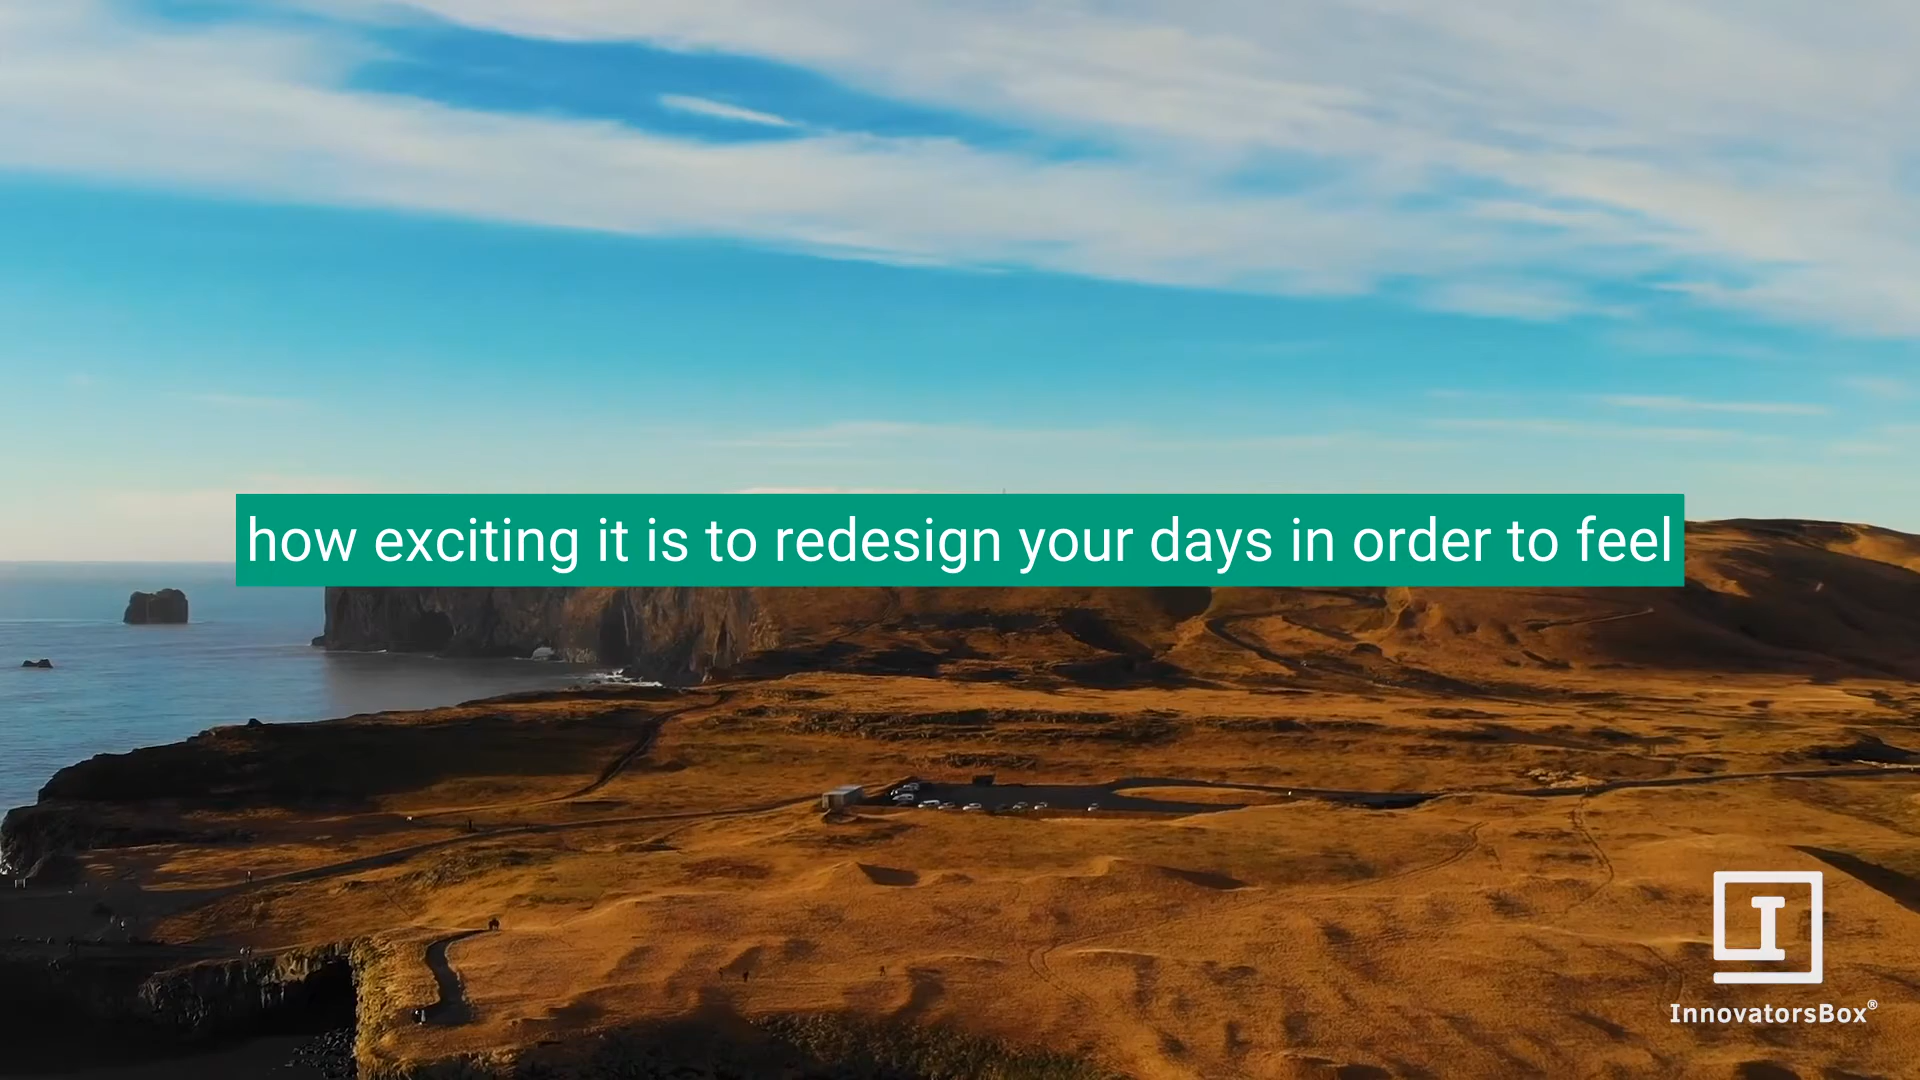 how exciting it is to redesign your days in order to feel
I
InnovatorsBox®